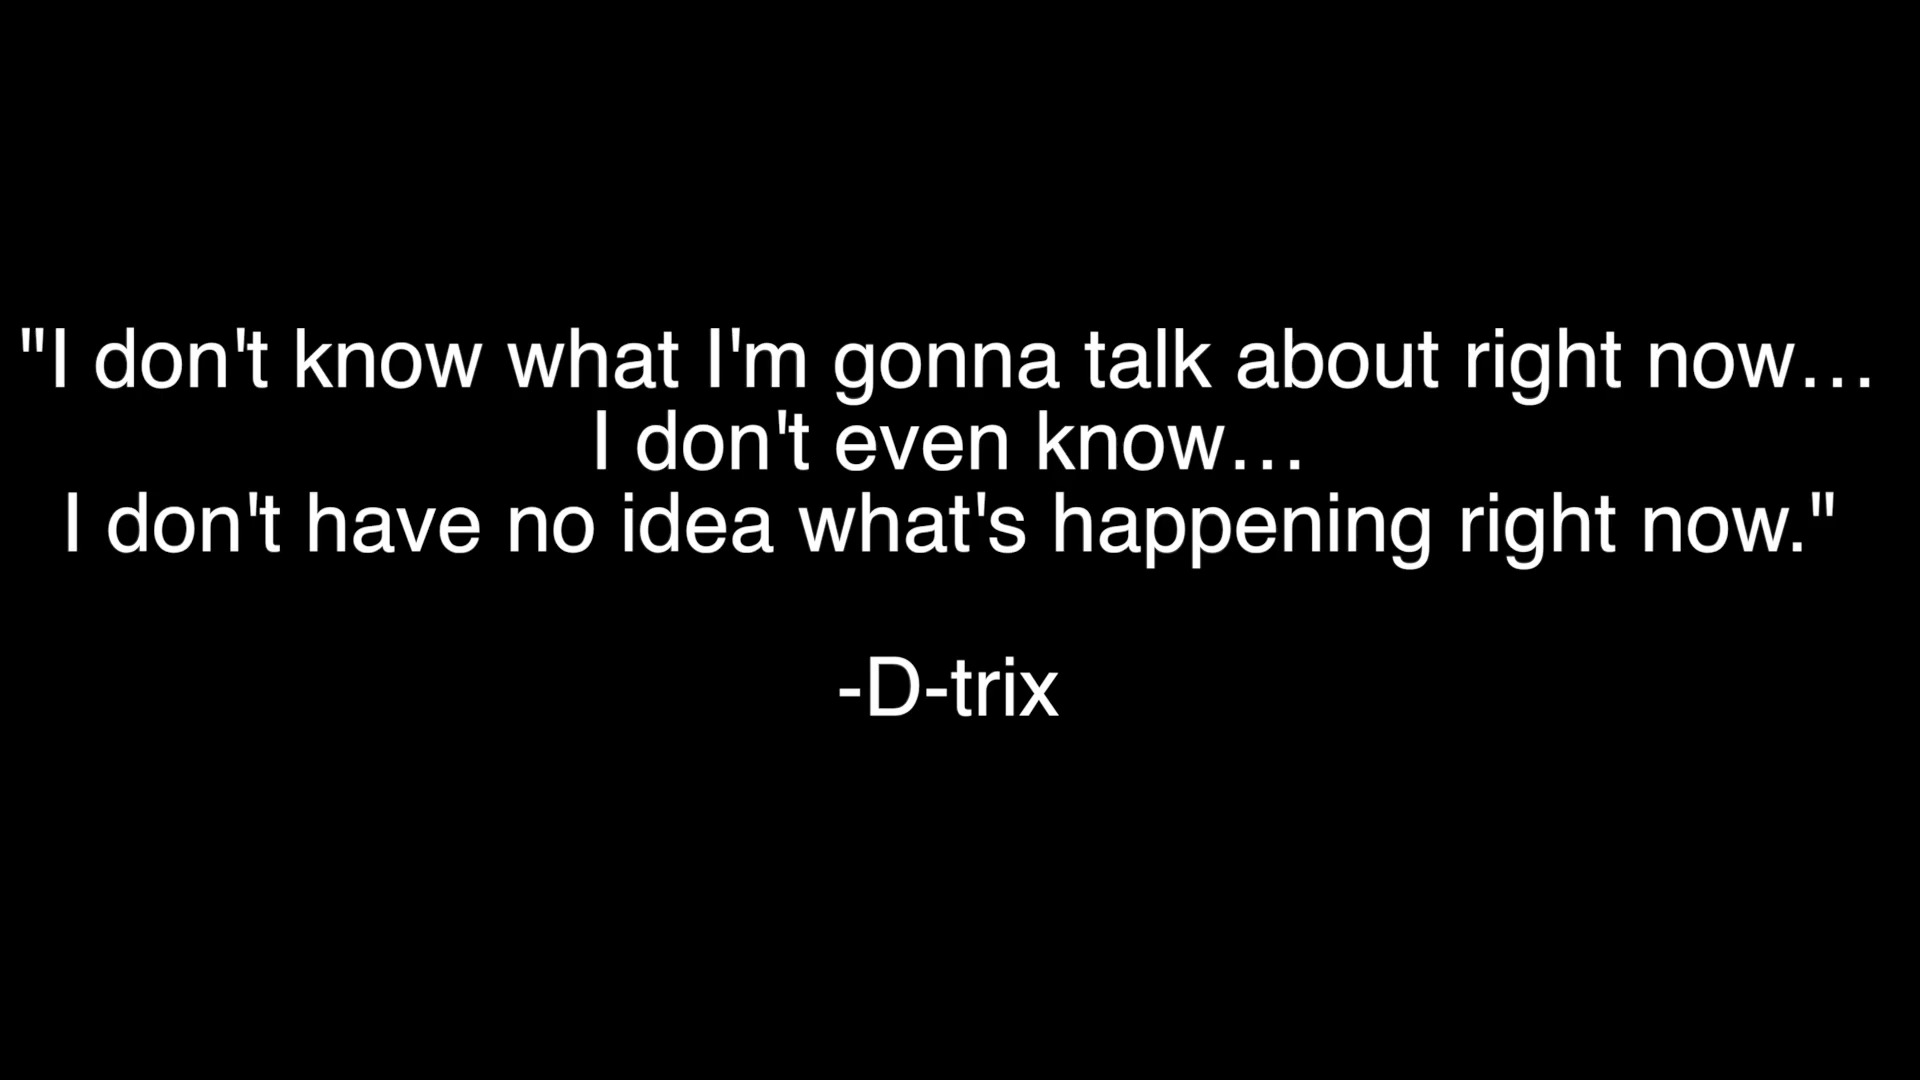 "I don't know what I'm gonna talk about right now…
I don't even know…
I don't have no idea what's happening right now."
-D-trix